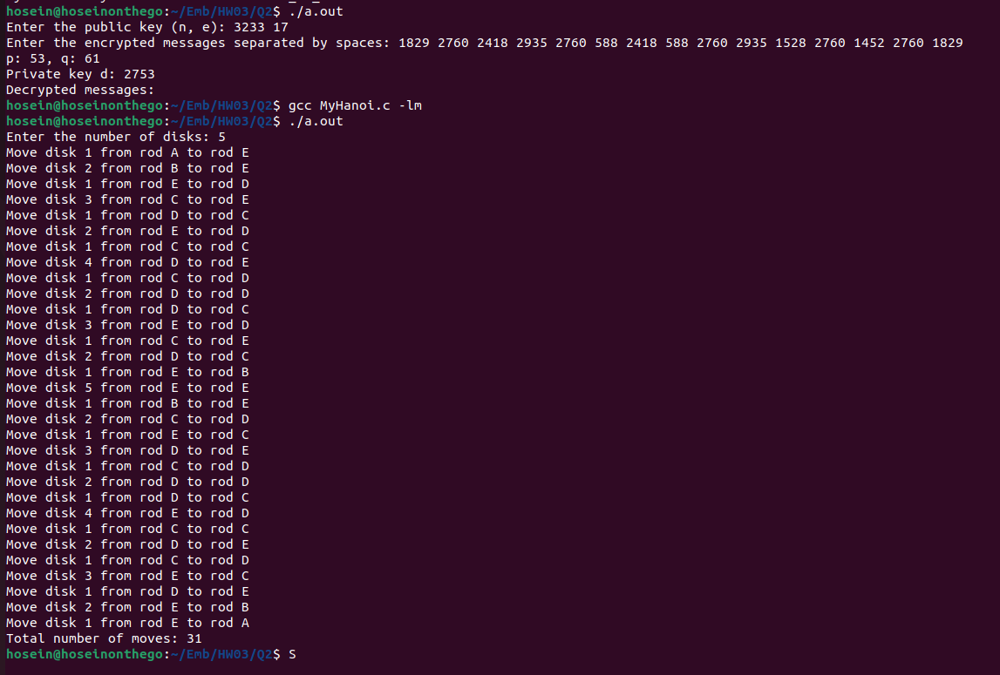 hosein@hoseinonthego:~/Emb/HW03/Q2$ ./a.out
Enter the public key (n, e): 3233 17
Enter the encrypted messages separated by spaces: 1829 2760 2418 2935 2760 588 2418 588 2760 2935 1528 2760 1452 2760 1829
p: 53, q: 61
Private key d: 2753
Decrypted messages:
hosein@hoseinonthego:~/Emb/HW03/Q2$ gcc MyHanoi.c -lm
hosein@hoseinonthego:~/Emb/HW03/Q2$ ./a.out
Enter the number of disks: 5
Move disk 1 from rod A to rod E
Move disk 2 from rod B to rod E
Move disk 1 from rod E to rod D
Move disk 3 from rod C to rod E
Move disk 1 from rod D to rod C
Move disk 2 from rod E to rod D
Move disk 1 from rod C to rod C
Move disk 4 from rod D to rod E
Move disk 1 from rod C to rod D
Move disk 2 from rod D to rod D
Move disk 1 from rod D to rod C
Move disk 3 from rod E to rod D
Move disk 1 from rod C to rod E
Move disk 2 from rod D to rod C
Move disk 1 from rod E to rod B
Move disk 5 from rod E to rod E
Move disk 1 from rod B to rod E
Move disk 2 from rod C to rod D
Move disk 1 from rod E to rod C
Move disk 3 from rod D to rod E
Move disk 1 from rod C to rod D
Move disk 2 from rod D to rod D
Move disk 1 from rod D to rod C
Move disk 4 from rod E to rod D
Move disk 1 from rod C to rod C
Move disk 2 from rod D to rod E
Move disk 1 from rod C to rod D
Move disk 3 from rod E to rod C
Move disk 1 from rod D to rod E
Move disk 2 from rod E to rod B
Move disk 1 from rod E to rod A
Total number of moves: 31
hosein@hoseinonthego:~/Emb/HW03/Q2$ S